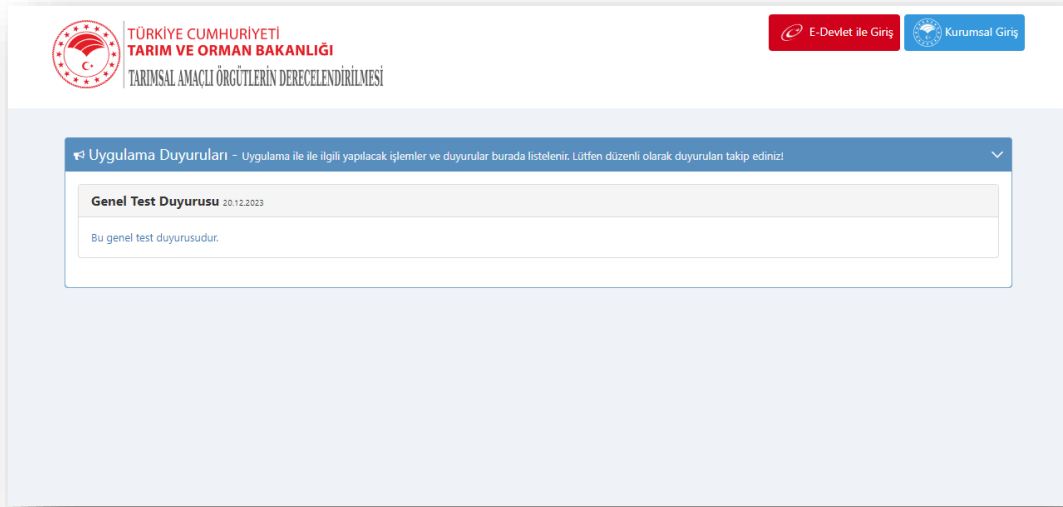 TÜRKİYE CUMHURİYETİ
TARIM VE ORMAN BAKANLIĞI
TARIMSAL AMAÇLI ÖRGÜTLERİN DERECELENDİRİLMESİ
E-Devlet ile Giriş
Kurumsal Giriş
Uygulama Duyuruları - Uygulama ile ile ilgili yapılacak işlemler ve duyurular burada listelenir. Lütfen düzenli olarak duyuruları takip ediniz!
Genel Test Duyurusu 20.12.2023
Bu genel test duyurusudur.